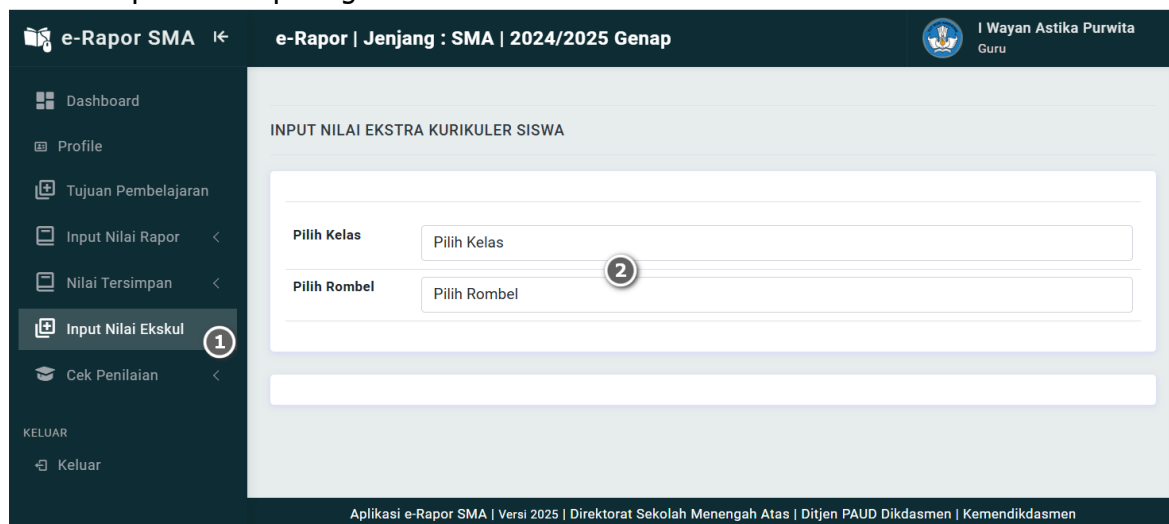 e-Rapor SMA
e-Rapor | Jenjang : SMA | 2024/2025 Genap
I Wayan Astika Purwita
Guru
Dashboard
Profile
Tujuan Pembelajaran
Input Nilai Rapor
Nilai Tersimpan
Input Nilai Ekskul
1
Cek Penilaian
KELUAR
Keluar
INPUT NILAI EKSTRA KURIKULER SISWA
Pilih Kelas
Pilih Kelas
2
Pilih Rombel
Pilih Rombel
Aplikasi e-Rapor SMA | Versi 2025 | Direktorat Sekolah Menengah Atas | Ditjen PAUD Dikdasmen | Kemendikdasmen